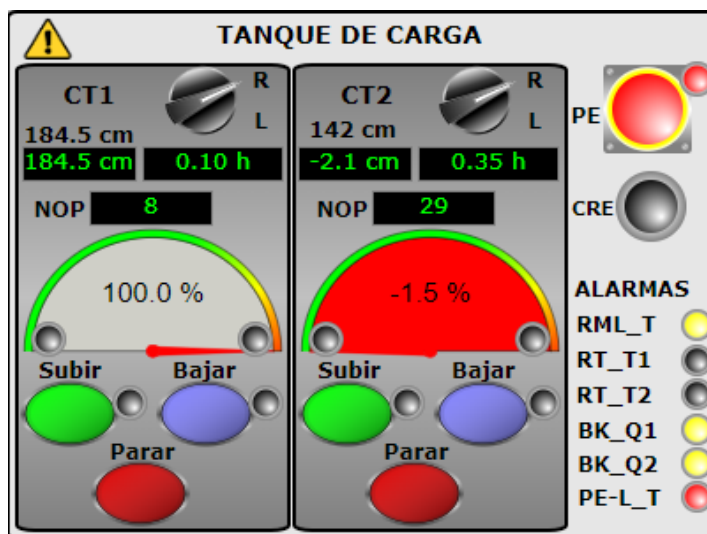 TANQUE DE CARGA
CT1
R
L
184.5 cm
184.5 cm
0.10 h
NOP
8
100.0 %
Subir
Bajar
Parar
CT2
R
L
142 cm
-2.1 cm
0.35 h
NOP
29
-1.5 %
Subir
Bajar
Parar
PE
CRE
ALARMAS
RML_T
RT_T1
RT_T2
BK_Q1
BK_Q2
PE-L_T